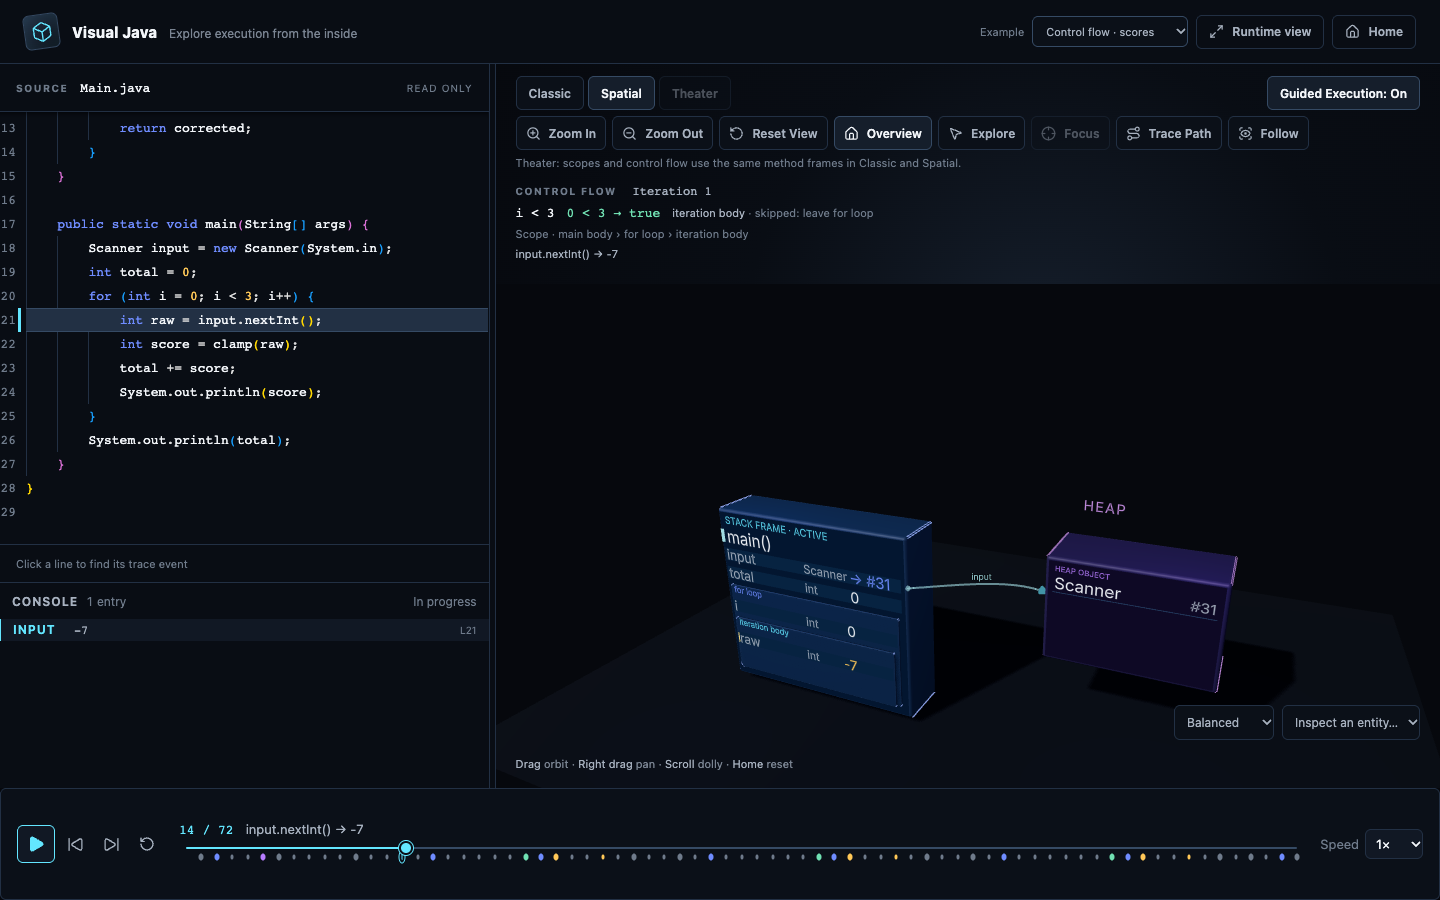 Visual Java Explore execution from the inside
Example Control flow · scores Runtime view Home
SOURCE Main.java READ ONLY
13 return corrected;
14 }
15 }
16
17 public static void main(String[] args) {
18 Scanner input = new Scanner(System.in);
19 int total = 0;
20 for (int i = 0; i < 3; i++) {
21 int raw = input.nextInt();
22 int score = clamp(raw);
23 total += score;
24 System.out.println(score);
25 }
26 System.out.println(total);
27 }
28 }
29
Click a line to find its trace event
CONSOLE 1 entry In progress
INPUT -7 L21
Classic Spatial Theater Guided Execution: On
Zoom In Zoom Out Reset View Overview Explore Focus Trace Path Follow
Theater: scopes and control flow use the same method frames in Classic and Spatial.
CONTROL FLOW Iteration 1
i < 3 0 < 3 → true iteration body · skipped: leave for loop
Scope · main body › for loop › iteration body
input.nextInt() → -7
STACK FRAME · ACTIVE
main()
input Scanner → #31
total int 0
for loop
i int 0
iteration body
raw int -7
input
HEAP
HEAP OBJECT
Scanner
#31
Balanced Inspect an entity...
Drag orbit · Right drag pan · Scroll dolly · Home reset
14 / 72 input.nextInt() → -7
Speed 1×